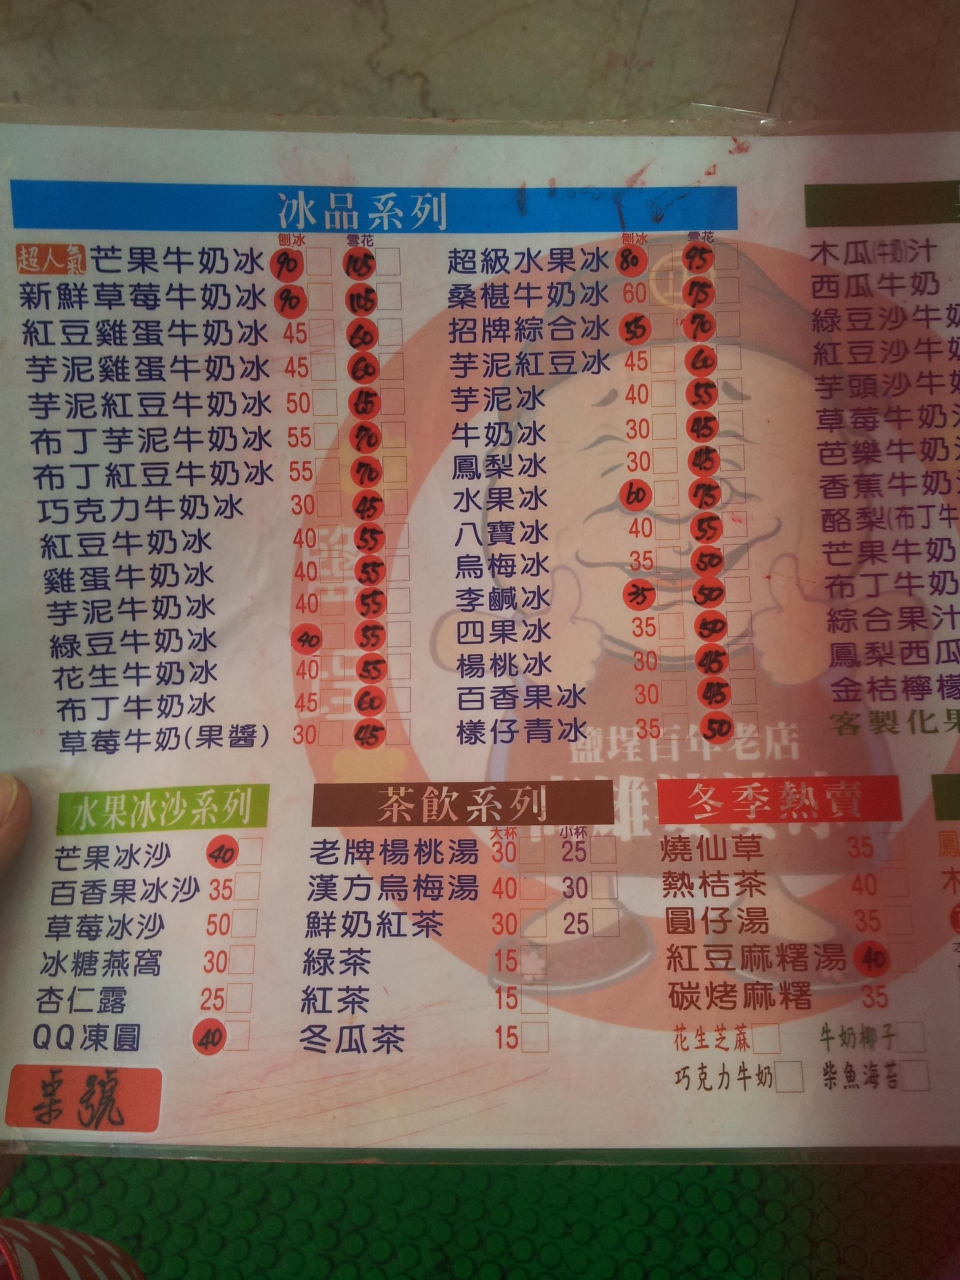 冰品系列
刨冰 雪花 刨冰 雪花
超人氣 芒果牛奶冰 90 105
新鮮草莓牛奶冰 90 105
紅豆雞蛋牛奶冰 45 60
芋泥雞蛋牛奶冰 45 60
芋泥紅豆牛奶冰 50 65
布丁芋泥牛奶冰 55 70
布丁紅豆牛奶冰 55 70
巧克力牛奶冰 30 45
紅豆牛奶冰 40 55
雞蛋牛奶冰 40 55
芋泥牛奶冰 40 55
綠豆牛奶冰 40 55
花生牛奶冰 40 55
布丁牛奶冰 45 60
草莓牛奶(果醬) 30 45
超級水果冰 80 95
桑椹牛奶冰 60 75
招牌綜合冰 55 70
芋泥紅豆冰 45 60
芋泥冰 40 55
牛奶冰 30 45
鳳梨冰 30 45
水果冰 60 75
八寶冰 40 55
烏梅冰 35 50
李鹹冰 35 50
四果冰 35 50
楊桃冰 30 45
百香果冰 30 45
檨仔青冰 35 50
木瓜(牛奶)汁
西瓜牛奶
綠豆沙牛奶
紅豆沙牛奶
芋頭沙牛奶
草莓牛奶
芭樂牛奶
香蕉牛奶
酪梨(布丁牛
芒果牛奶
布丁牛奶
綜合果汁
鳳梨西瓜
金桔檸檬
客製化果
鹽埕百年老店
水果冰沙系列
芒果冰沙 40
百香果冰沙 35
草莓冰沙 50
冰糖燕窩 30
杏仁露 25
QQ凍圓 40
桌號
茶飲系列
大杯 小杯
老牌楊桃湯 30 25
漢方烏梅湯 40 30
鮮奶紅茶 30 25
綠茶 15
紅茶 15
冬瓜茶 15
冬季熱賣
燒仙草 35
熱桔茶 40
圓仔湯 35
紅豆麻糬湯 40
碳烤麻糬 35
花生芝麻 牛奶椰子
巧克力牛奶 柴魚海苔